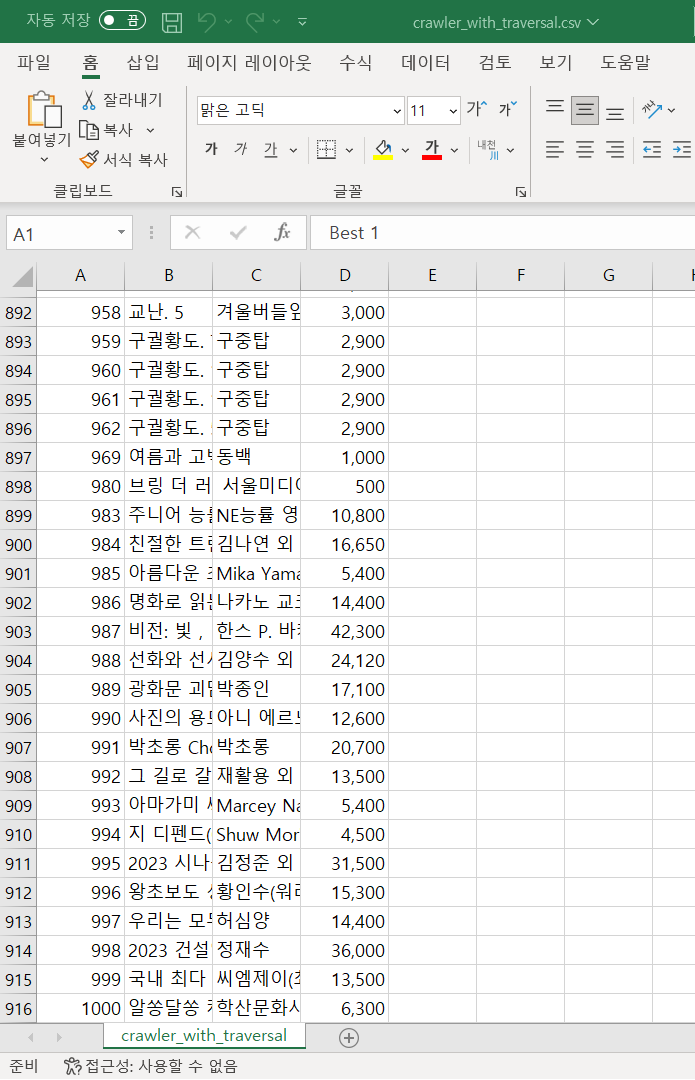 자동 저장 끔 crawler_with_traversal.csv
파일 홈 삽입 페이지 레이아웃 수식 데이터 검토 보기 도움말
붙여넣기 잘라내기 맑은 고딕 11 가 가
복사
서식 복사 가 가 가 가 내천 川
클립보드 글꼴
A1 fx Best 1
A B C D E F G
892 958 교난. 5 겨울버들잎 3,000
893 959 구궐황도. 구중탑 2,900
894 960 구궐황도. 구중탑 2,900
895 961 구궐황도. 구중탑 2,900
896 962 구궐황도. 구중탑 2,900
897 969 여름과 고백 동백 1,000
898 980 브링 더 러 서울미디어 500
899 983 주니어 능률 NE능률 영 10,800
900 984 친절한 트렌 김나연 외 16,650
901 985 아름다운 Mika Yama 5,400
902 986 명화로 읽는 나카노 교코 14,400
903 987 비전: 빛 , 한스 P. 바 42,300
904 988 선화와 선시 김양수 외 24,120
905 989 광화문 괴담 박종인 17,100
906 990 사진의 용도 아니 에르노 12,600
907 991 박초롱 Cho 박초롱 20,700
908 992 그 길로 갈 재활용 외 13,500
909 993 아마가미 Marcey Na 5,400
910 994 지 디펜드( Shuw Mor 4,500
911 995 2023 시나 김정준 외 31,500
912 996 왕초보도 황인수(워라 15,300
913 997 우리는 모두 허심양 14,400
914 998 2023 건설 정재수 36,000
915 999 국내 최다 씨엠제이( 13,500
916 1000 알쏭달쏭 학산문화사 6,300
crawler_with_traversal
준비 접근성: 사용할 수 없음